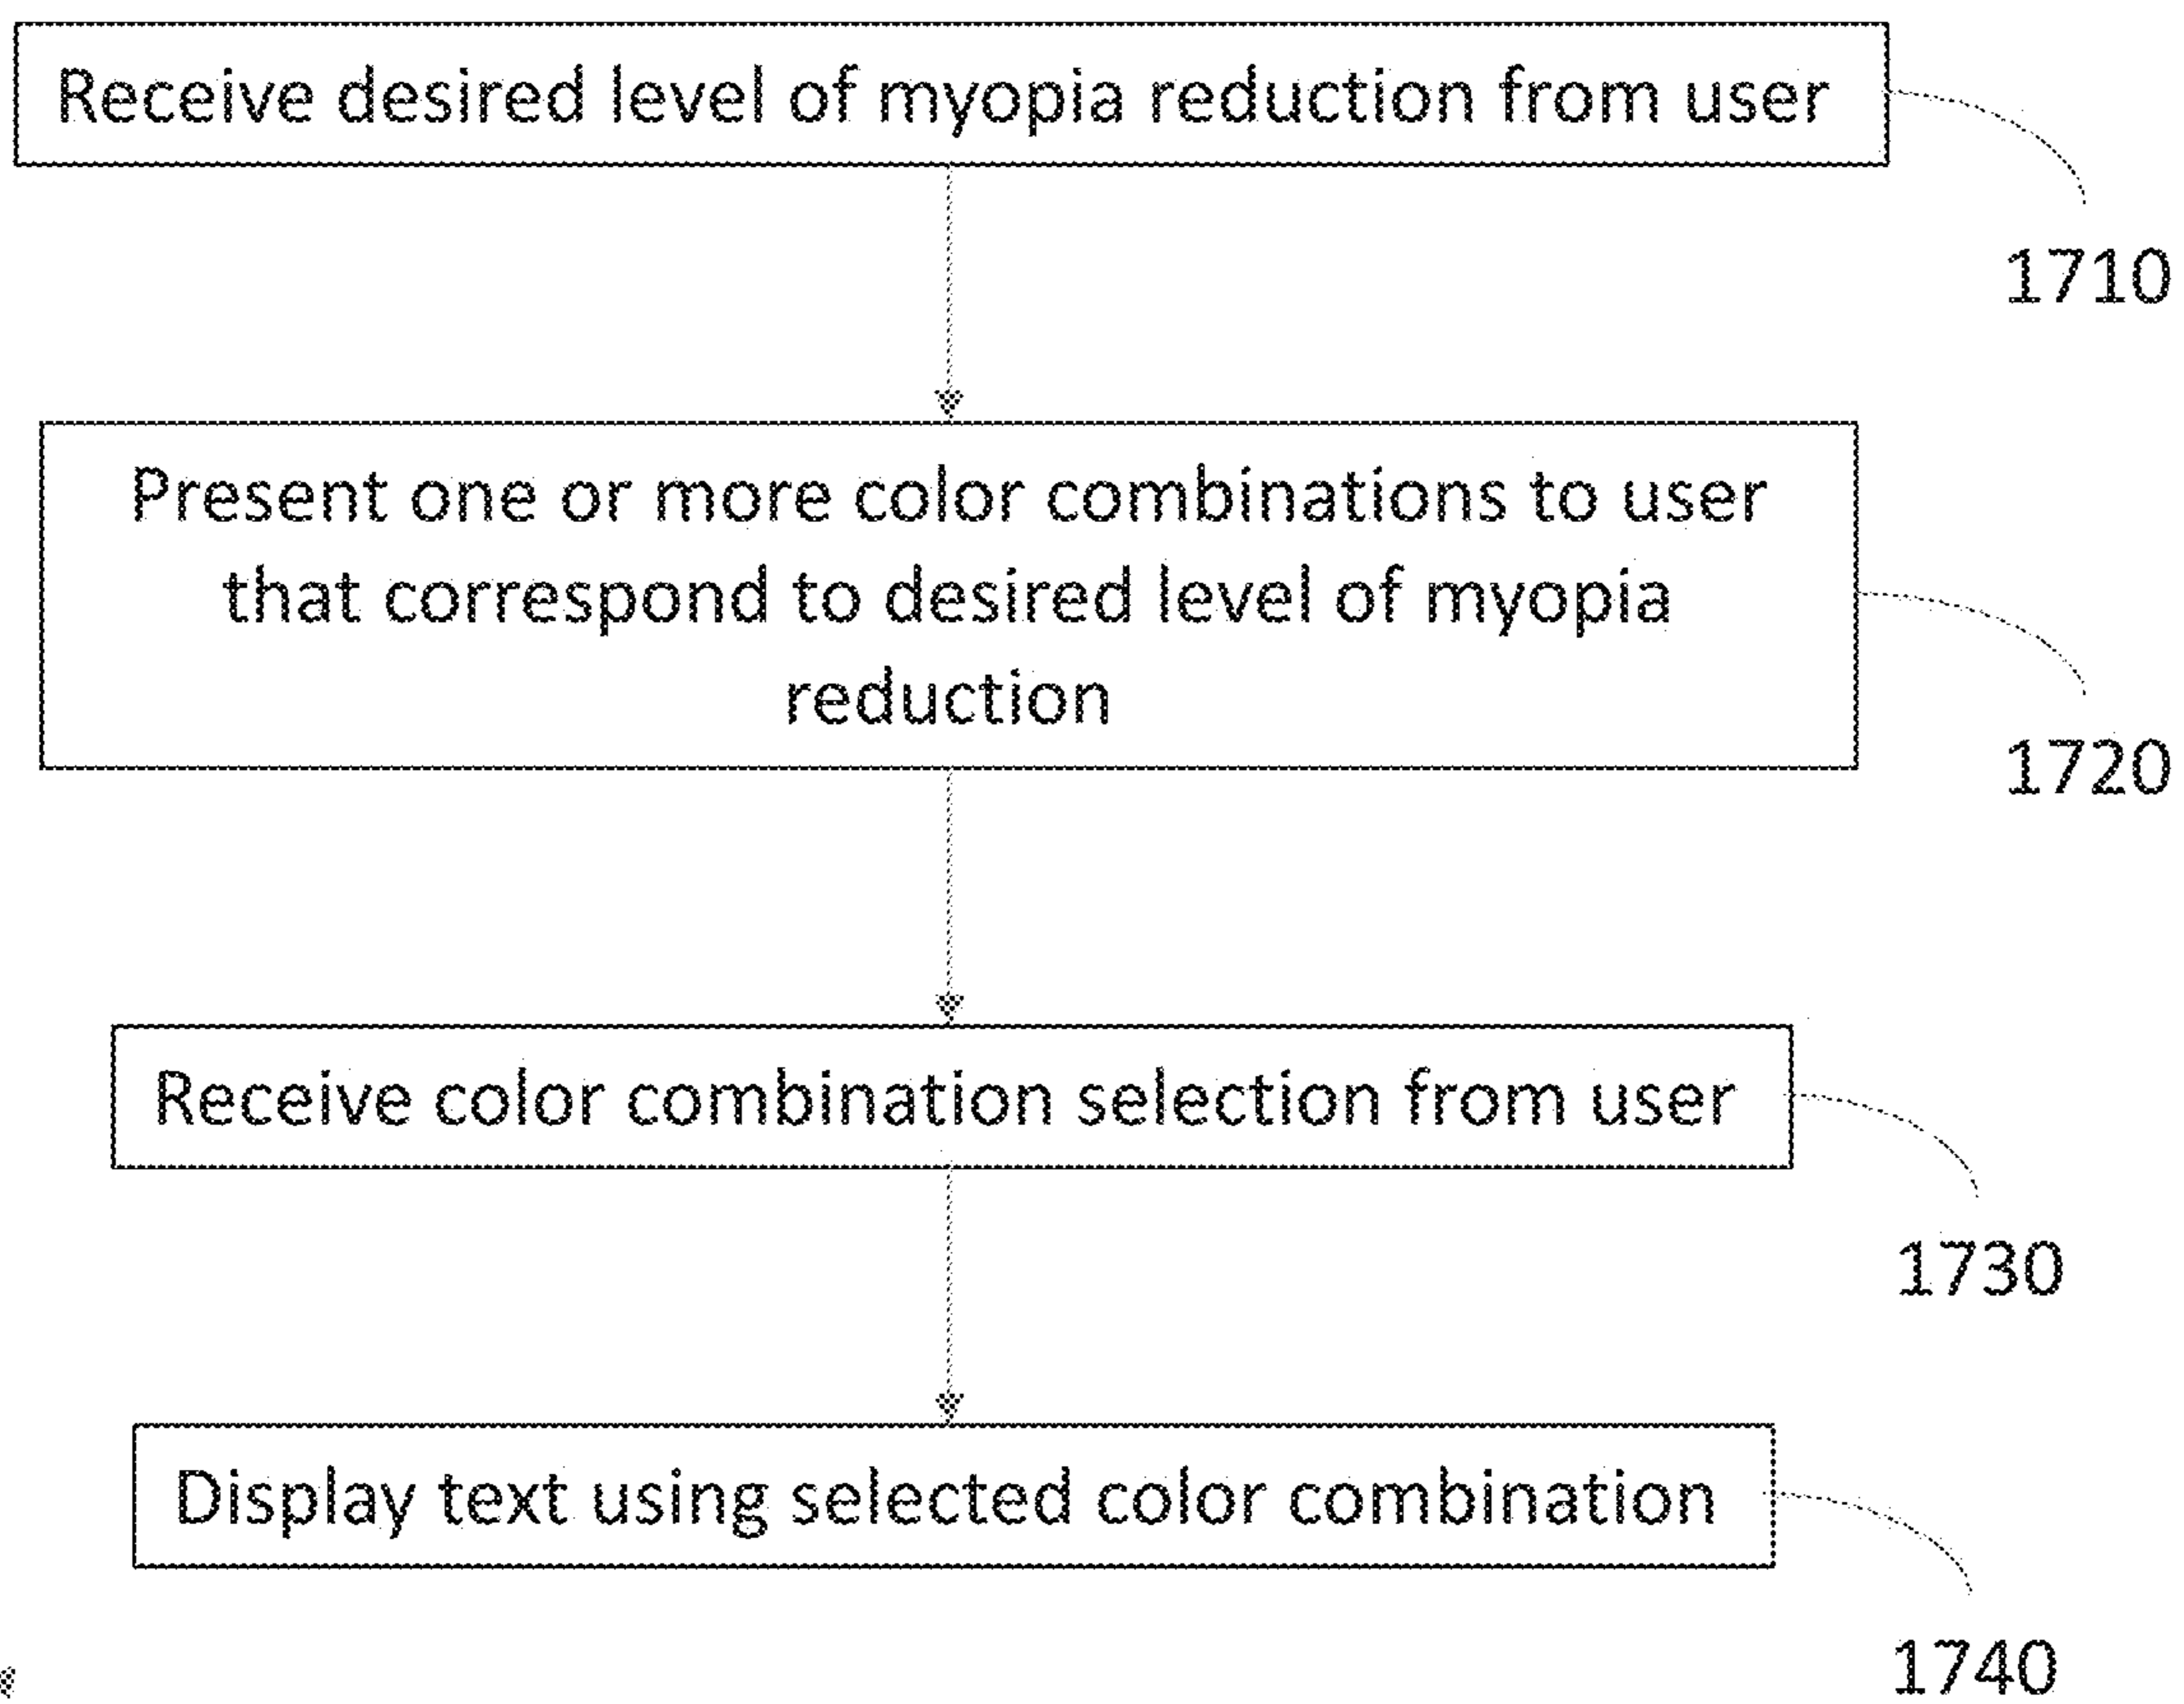 Receive desired level of myopia reduction from user
1710
Present one or more color combinations to user
that correspond to desired level of myopia
reduction
1720
Receive color combination selection from user
1730
Display text using selected color combination
1740